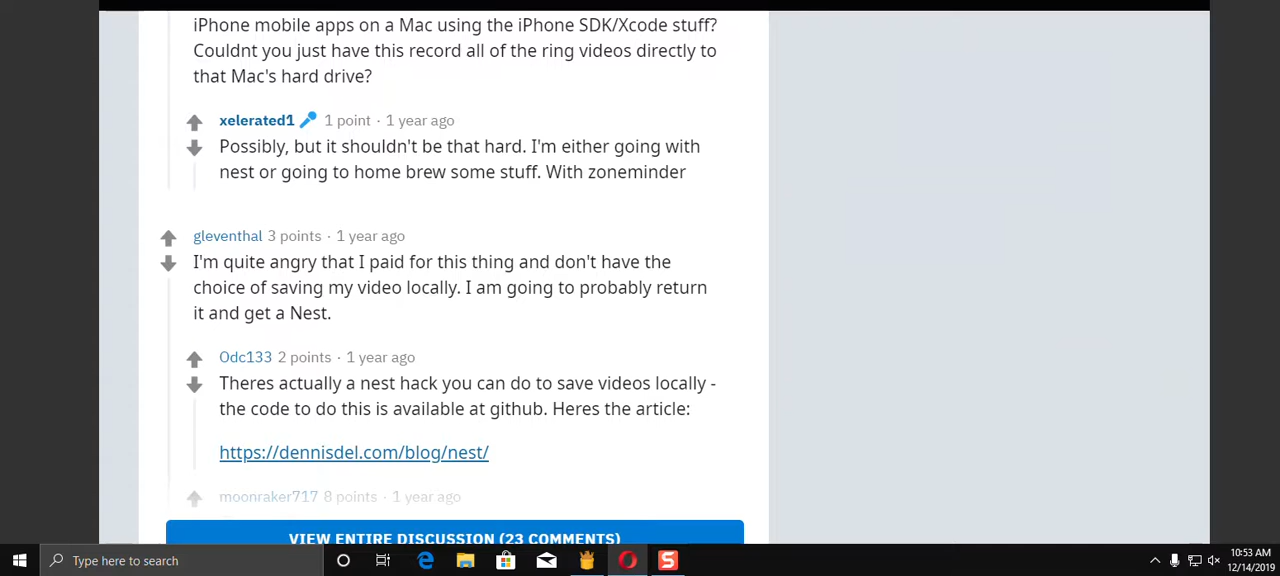 iPhone mobile apps on a Mac using the iPhone SDK/Xcode stuff?
Couldnt you just have this record all of the ring videos directly to
that Mac's hard drive?
xelerated1 1 point · 1 year ago
Possibly, but it shouldn't be that hard. I'm either going with
nest or going to home brew some stuff. With zoneminder
gleventhal 3 points · 1 year ago
I'm quite angry that I paid for this thing and don't have the
choice of saving my video locally. I am going to probably return
it and get a Nest.
Odc133 2 points · 1 year ago
Theres actually a nest hack you can do to save videos locally -
the code to do this is available at github. Heres the article:
https://dennisdel.com/blog/nest/
moonraker717 8 points · 1 year ago
VIEW ENTIRE DISCUSSION (23 COMMENTS)
Type here to search
10:53 AM
12/14/2019